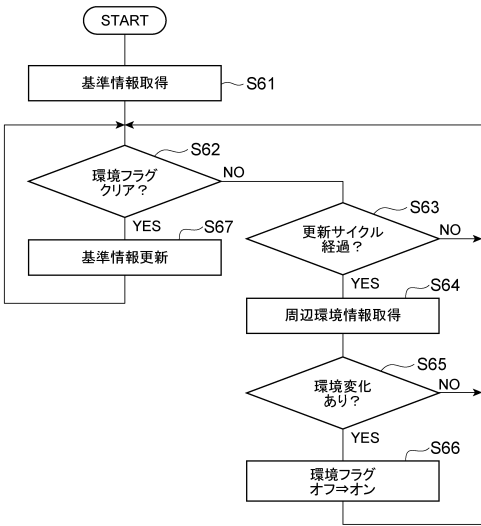 START
基準情報取得
S61
S62
環境フラグ
クリア？
NO
YES
S67
基準情報更新
S63
更新サイクル
経過？
NO
YES
S64
周辺環境情報取得
S65
環境変化
あり？
NO
YES
S66
環境フラグ
オフ⇒オン